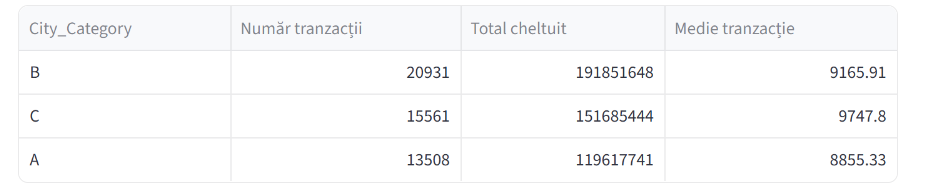 City_Category Număr tranzacții Total cheltuit Medie tranzacție
B 20931 191851648 9165.91
C 15561 151685444 9747.8
A 13508 119617741 8855.33